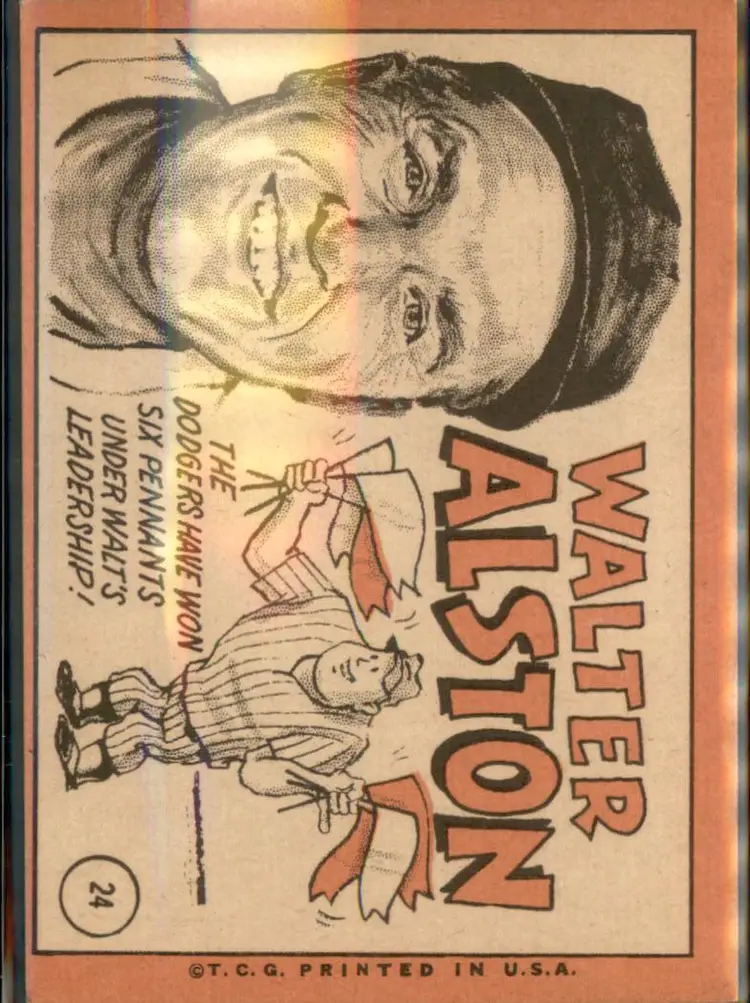 WALTER
ALSTON
THE
DODGERS HAVE WON
SIX PENNANTS
UNDER WALT'S
LEADERSHIP!
24
©T.C.G. PRINTED IN U.S.A.